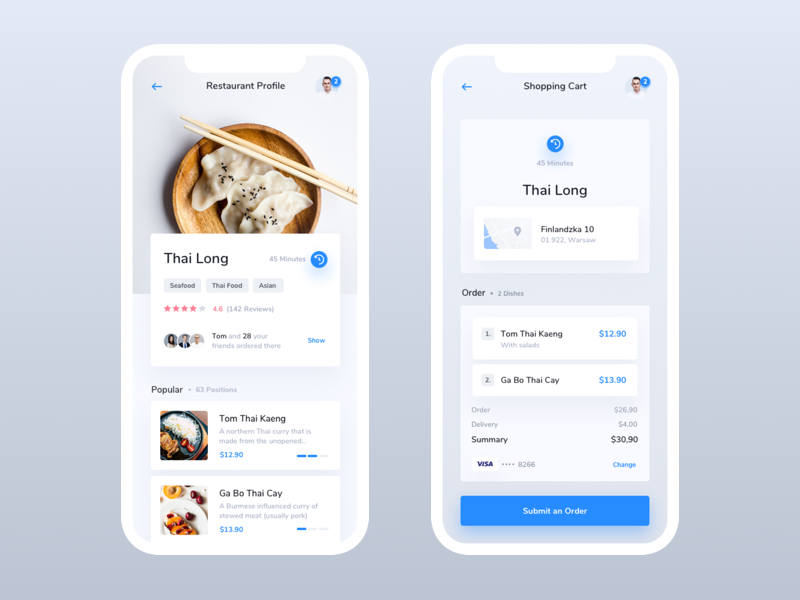 Restaurant Profile
2
Thai Long
45 Minutes
Seafood
Thai Food
Asian
4.6 (142 Reviews)
Tom and 28 your
friends ordered there
Show
Popular • 63 Positions
Tom Thai Kaeng
A northern Thai curry that is
made from the unopened...
$12.90
Ga Bo Thai Cay
A Burmese influenced curry of
stewed meat (usually pork)
$13.90
Shopping Cart
2
45 Minutes
Thai Long
Finlandzka 10
01 922, Warsaw
Order • 2 Dishes
1. Tom Thai Kaeng $12.90
With salads
2. Ga Bo Thai Cay $13.90
Order $26,90
Delivery $4,00
Summary $30,90
VISA •••• 8266 Change
Submit an Order